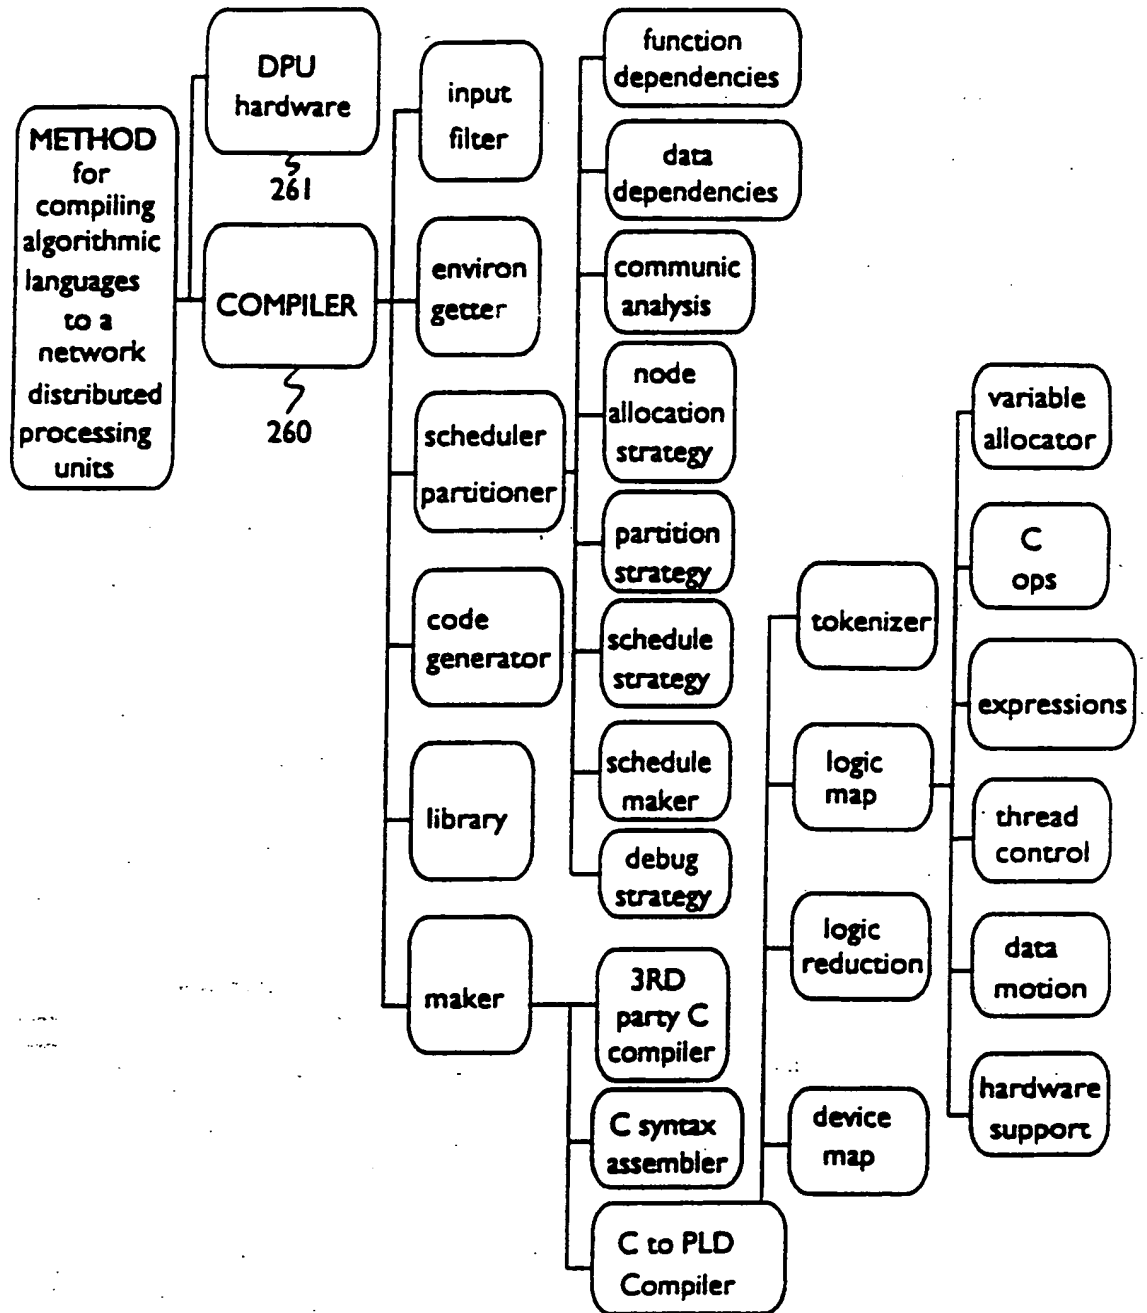 METHOD
for
compiling
algorithmic
languages
to a
network
distributed
processing
units
DPU
hardware
261
COMPILER
260
input
filter
environ
getter
scheduler
partitioner
code
generator
library
maker
function
dependencies
data
dependencies
communic
analysis
node
allocation
strategy
partition
strategy
schedule
strategy
schedule
maker
debug
strategy
3RD
party C
compiler
C syntax
assembler
C to PLD
Compiler
tokenizer
logic
map
logic
reduction
device
map
variable
allocator
C
ops
expressions
thread
control
data
motion
hardware
support